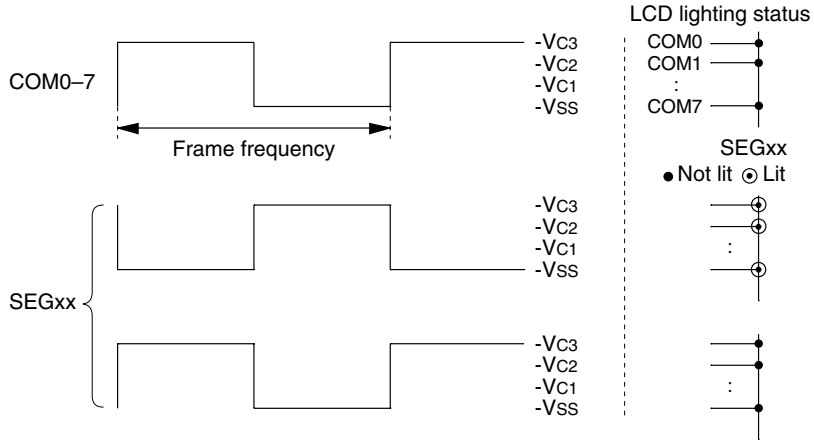 LCD lighting status
COM0–7
-VC3
-VC2
-VC1
-VSS
COM0
COM1
:
COM7
Frame frequency
SEGxx
Not lit
Lit
SEGxx
-VC3
-VC2
-VC1
-VSS
:
-VC3
-VC2
-VC1
-VSS
: